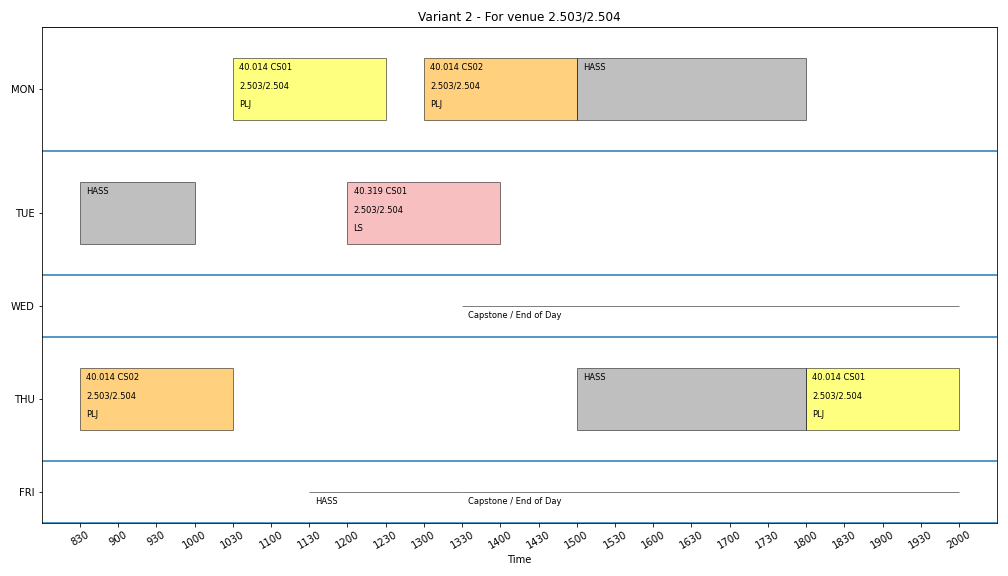 Variant 2 - For venue 2.503/2.504
MON
40.014 CS01
2.503/2.504
PLJ
40.014 CS02
2.503/2.504
PLJ
HASS
TUE
HASS
40.319 CS01
2.503/2.504
LS
WED
Capstone / End of Day
THU
40.014 CS02
2.503/2.504
PLJ
HASS
40.014 CS01
2.503/2.504
PLJ
FRI
HASS
Capstone / End of Day
830 900 930 1000 1030 1100 1130 1200 1230 1300 1330 1400 1430 1500 1600 1630 1700 1730 1800 1830 1900 1930 2000
Time